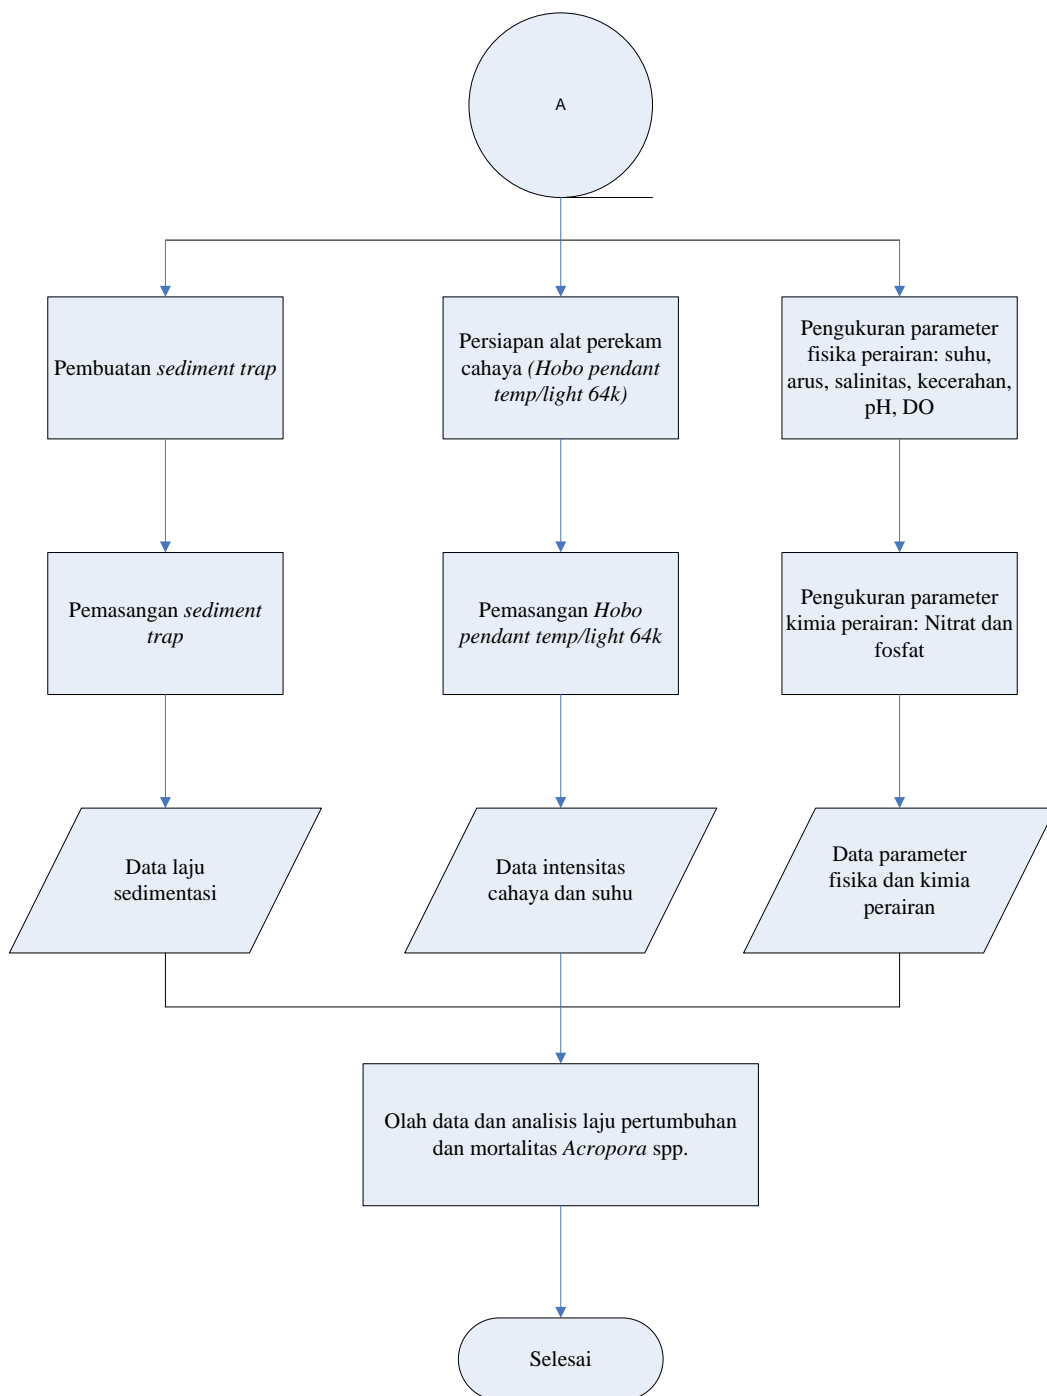 A
Pembuatan sediment trap
Persiapan alat perekam
cahaya (Hobo pendant
temp/light 64k)
Pengukuran parameter
fisika perairan: suhu,
arus, salinitas, kecerahan,
pH, DO
Pemasangan sediment
trap
Pemasangan Hobo
pendant temp/light 64k
Pengukuran parameter
kimia perairan: Nitrat dan
fosfat
Data laju
sedimentasi
Data intensitas
cahaya dan suhu
Data parameter
fisika dan kimia
perairan
Olah data dan analisis laju pertumbuhan
dan mortalitas Acropora spp.
Selesai